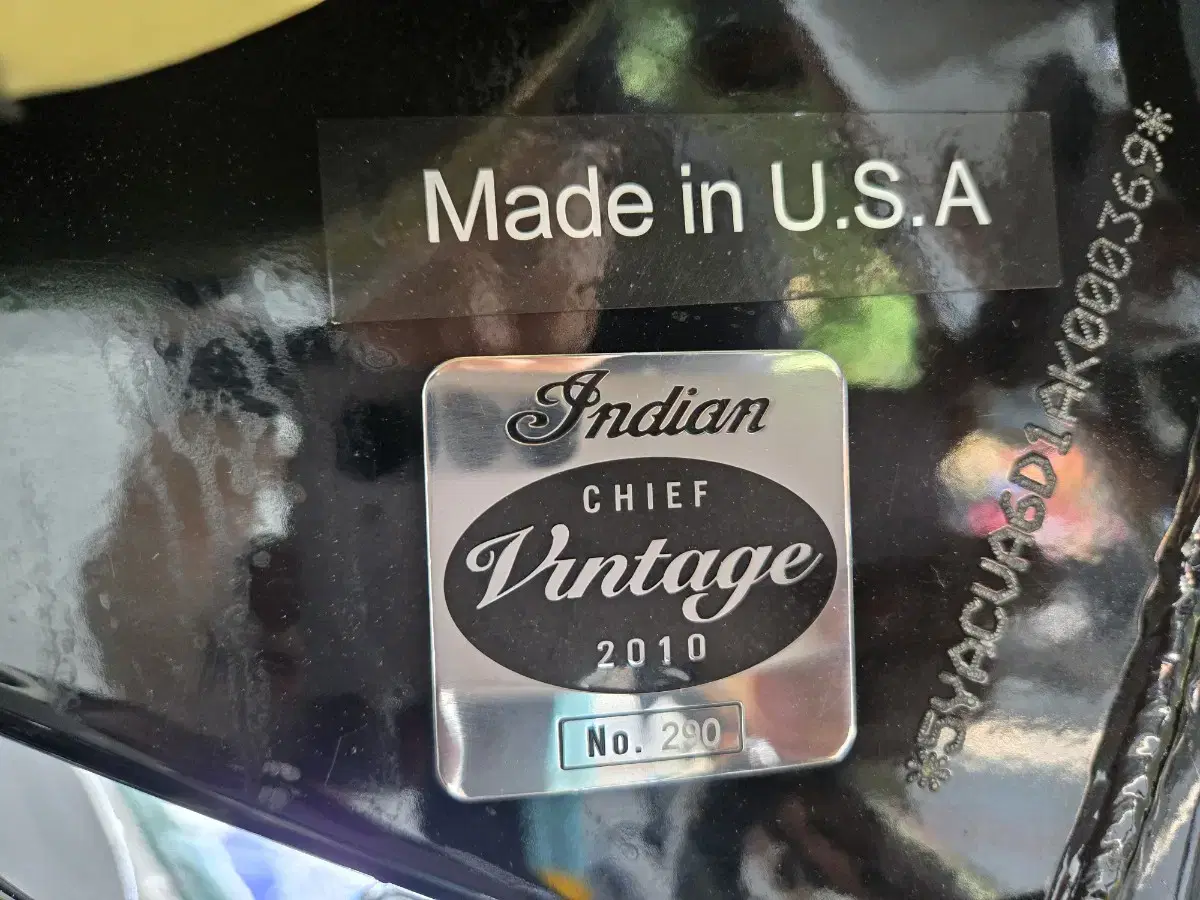 Made in U.S.A
Indian
CHIEF
Vintage
2010
No. 290
*5YACVA6D1AK000369*